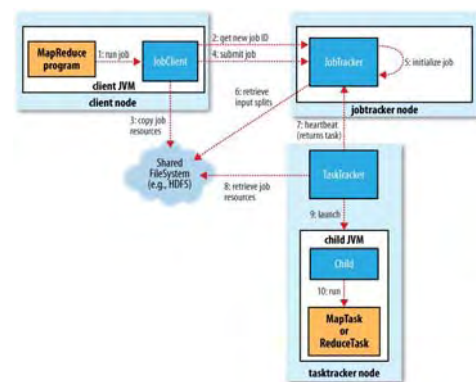 MapReduce
program
1: run job
JobClient
client JVM
client node
2: get new job ID
4: submit job
JobTracker
5: initialize job
jobtracker node
3: copy job
resources
6: retrieve
input splits
7: heartbeat
(returns task)
Shared
FileSystem
(e.g., HDFS)
8: retrieve job
resources
TaskTracker
9: launch
child JVM
Child
10: run
MapTask
or
ReduceTask
tasktracker node